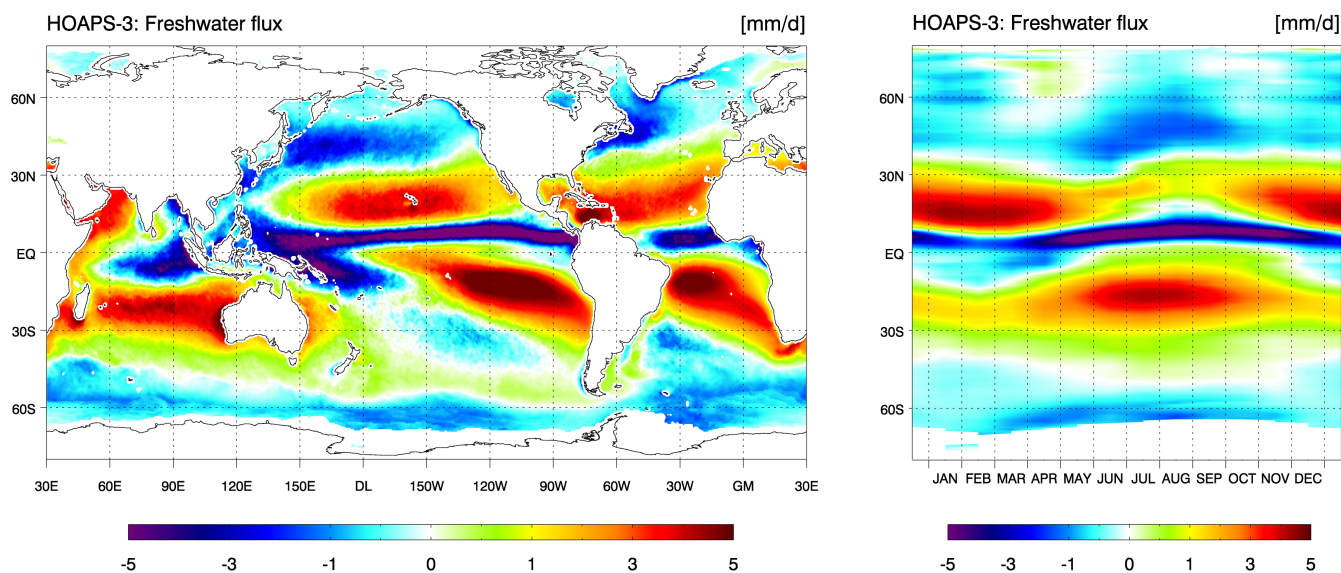 HOAPS-3: Freshwater flux [mm/d]
60N
30N
EQ
30S
60S
30E 60E 90E 120E 150E DL 150W 120W 90W 60W 30W GM 30E
-5 -3 -1 0 1 3 5
HOAPS-3: Freshwater flux [mm/d]
60N
30N
EQ
30S
60S
JAN FEB MAR APR MAY JUN JUL AUG SEP OCT NOV DEC
-5 -3 -1 0 1 3 5